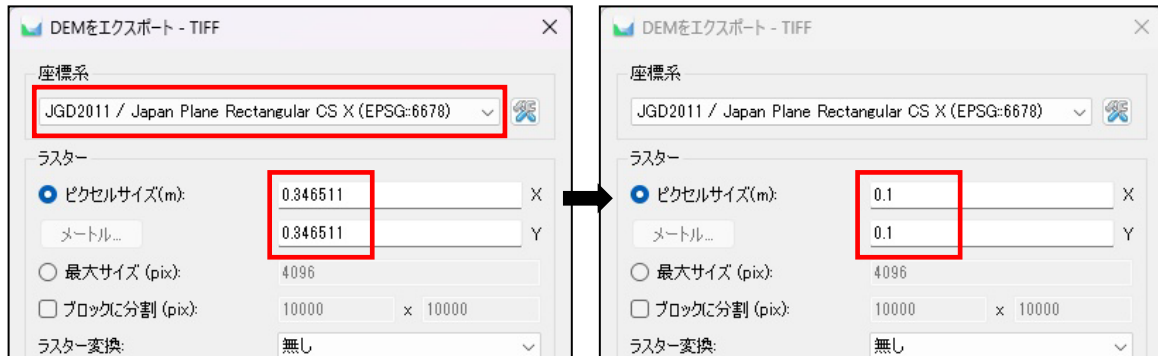 DEMをエクスポート - TIFF
座標系
JGD2011 / Japan Plane Rectangular CS X (EPSG::6678)
ラスター
ピクセルサイズ(m): 0.346511 X
メートル... 0.346511 Y
最大サイズ (pix): 4096
ブロックに分割 (pix): 10000 x 10000
ラスター変換: 無し
DEMをエクスポート - TIFF
座標系
JGD2011 / Japan Plane Rectangular CS X (EPSG::6678)
ラスター
ピクセルサイズ(m): 0.1 X
メートル... 0.1 Y
最大サイズ (pix): 4096
ブロックに分割 (pix): 10000 x 10000
ラスター変換: 無し